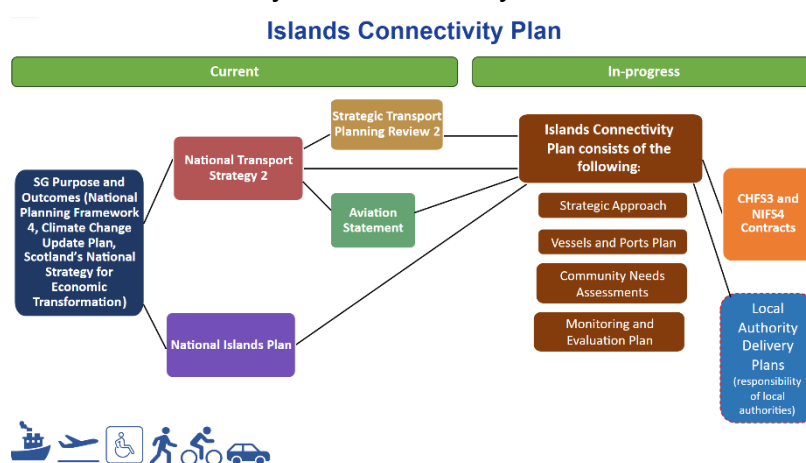 Islands Connectivity Plan
Current
In-progress
SG Purpose and
Outcomes (National
Planning Framework
4, Climate Change
Update Plan,
Scotland's National
Strategy for
Economic
Transformation)
National Transport
Strategy 2
National Islands Plan
Strategic Transport
Planning Review 2
Aviation
Statement
Islands Connectivity
Plan consists of the
following:
Strategic Approach
Vessels and Ports Plan
Community Needs
Assessments
Monitoring and
Evaluation Plan
CHFS3 and
NIFS4
Contracts
Local
Authority
Delivery
Plans
(responsibility
of local
authorities)